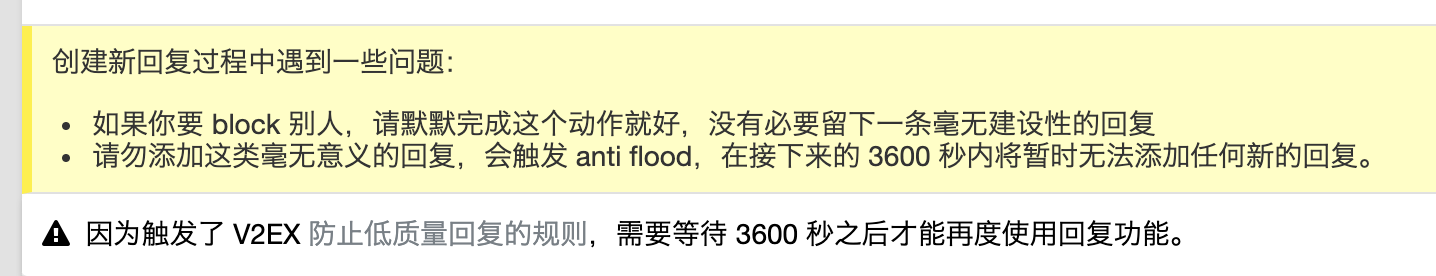 创建新回复过程中遇到一些问题：
• 如果你要 block 别人，请默默完成这个动作就好，没有必要留下一条毫无建设性的回复
• 请勿添加这类毫无意义的回复，会触发 anti flood，在接下来的 3600 秒内将暂时无法添加任何新的回复。
因为触发了 V2EX 防止低质量回复的规则，需要等待 3600 秒之后才能再度使用回复功能。